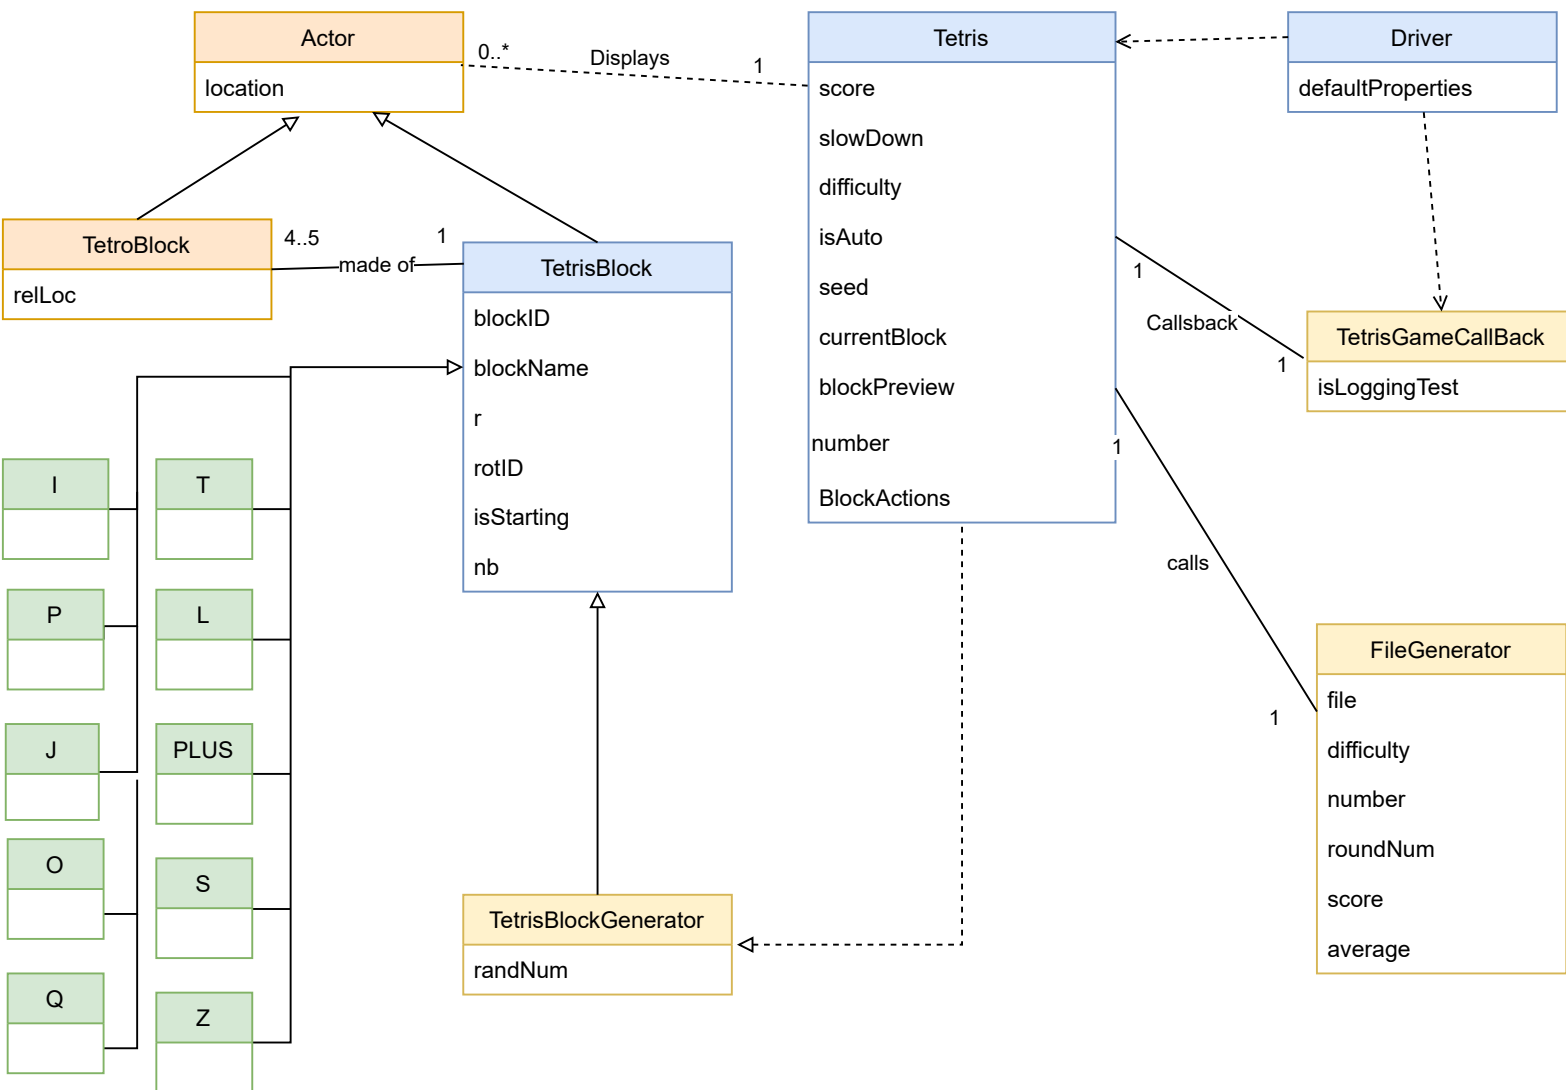 Actor
location
0..*
Displays
1
Tetris
score
slowDown
difficulty
isAuto
seed
currentBlock
blockPreview
number
BlockActions
Driver
defaultProperties
TetroBlock
relLoc
4..5
made of
1
TetrisBlock
blockID
blockName
r
rotID
isStarting
nb
1
Callsback
1
TetrisGameCallBack
isLoggingTest
1
calls
1
FileGenerator
file
difficulty
number
roundNum
score
average
I
T
P
L
J
PLUS
O
S
Q
Z
TetrisBlockGenerator
randNum